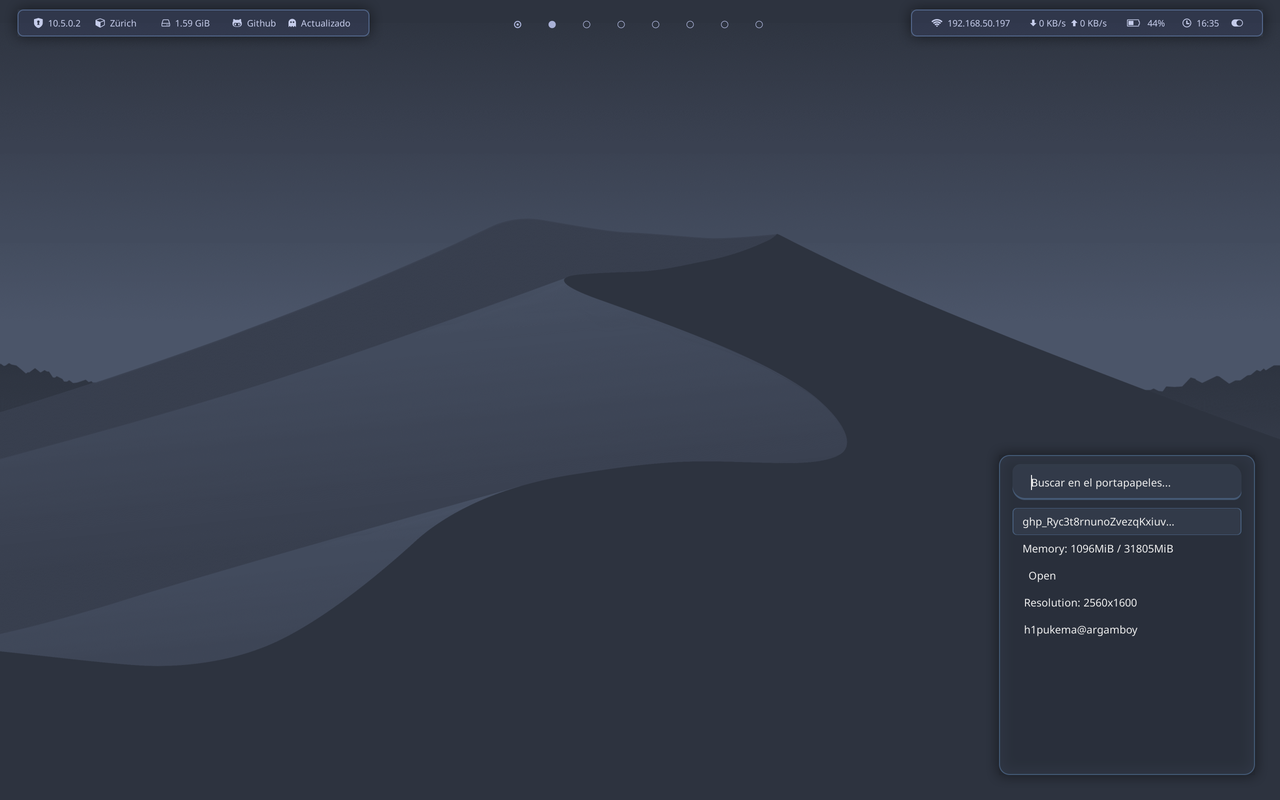 10.5.0.2 Zürich 1.59 GiB Github Actualizado
192.168.50.197 0 KB/s 0 KB/s 44% 16:35
Buscar en el portapapeles...
ghp_Ryc3t8rnunoZvezqKxiuv...
Memory: 1096MiB / 31805MiB
Open
Resolution: 2560x1600
h1pukema@argamboy